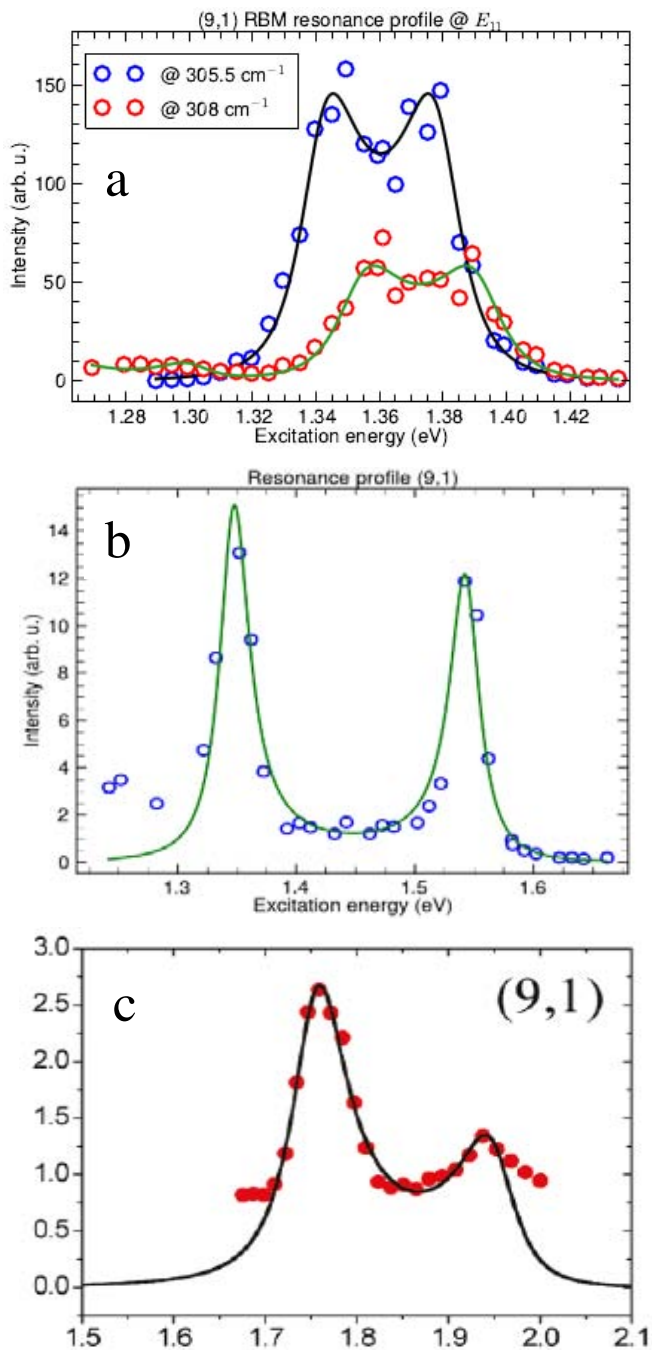 (9,1) RBM resonance profile @ E₁₁
@ 305.5 cm⁻¹
@ 308 cm⁻¹
a
150
100
50
0
Intensity (arb. u.)
1.28 1.30 1.32 1.34 1.36 1.38 1.40 1.42
Excitation energy (eV)
Resonance profile (9,1)
b
14
12
10
8
6
4
2
0
Intensity (arb. u.)
1.3 1.4 1.5 1.6
Excitation energy (eV)
c
(9,1)
3.0
2.5
2.0
1.5
1.0
0.5
0.0
1.5 1.6 1.7 1.8 1.9 2.0 2.1